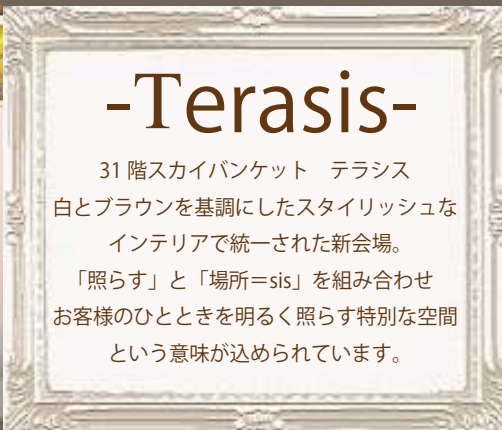 -Terasis-
31 階スカイバンケット　テラシス
白とブラウンを基調にしたスタイリッシュな
インテリアで統一された新会場。
「照らす」と「場所＝sis」を組み合わせ
お客様のひとときを明るく照らす特別な空間
という意味が込められています。